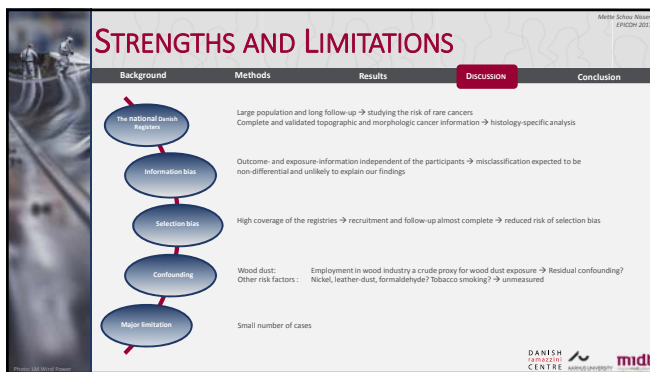 Mette Schou
EPICOH 201
STRENGTHS AND LIMITATIONS
Background Methods Results DISCUSSION Conclusion
The national Danish
Registers
Large population and long follow-up → studying the risk of rare cancers
Complete and validated topographic and morphologic cancer information → histology-specific analysis
Information bias
Outcome- and exposure-information independent of the participants → misclassification expected to be
non-differential and unlikely to explain our findings
Selection bias
High coverage of the registries → recruitment and follow-up almost complete → reduced risk of selection bias
Confounding
Wood dust: Employment in wood industry a crude proxy for wood dust exposure → Residual confounding?
Other risk factors : Nickel, leather-dust, formaldehyde? Tobacco smoking? → unmeasured
Major limitation
Small number of cases
Photo: LM Wind Power
DANISH
ramazzini
CENTRE
AARHUS UNIVERSITY
midt